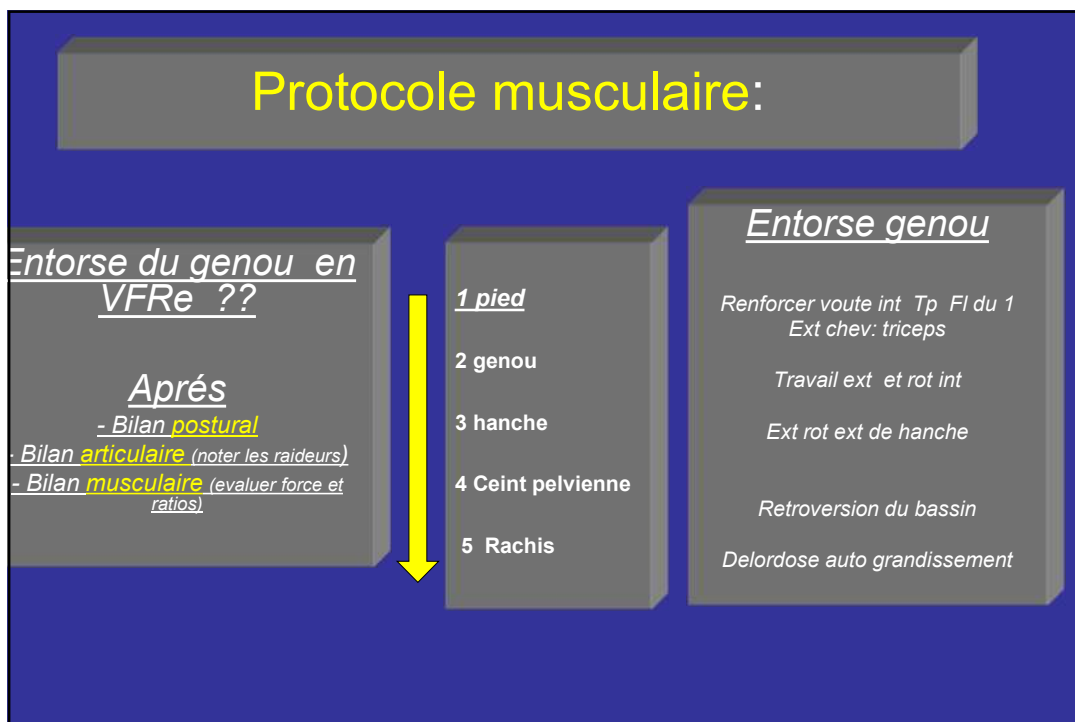 Protocole musculaire:
Entorse du genou en
VFRe ??
Aprés
- Bilan postural
- Bilan articulaire (noter les raideurs)
- Bilan musculaire (evaluer force et
ratios)
1 pied
2 genou
3 hanche
4 Ceint pelvienne
5 Rachis
Entorse genou
Renforcer voute int Tp Fl du 1
Ext chev: triceps
Travail ext et rot int
Ext rot ext de hanche
Retroversion du bassin
Delordose auto grandissement